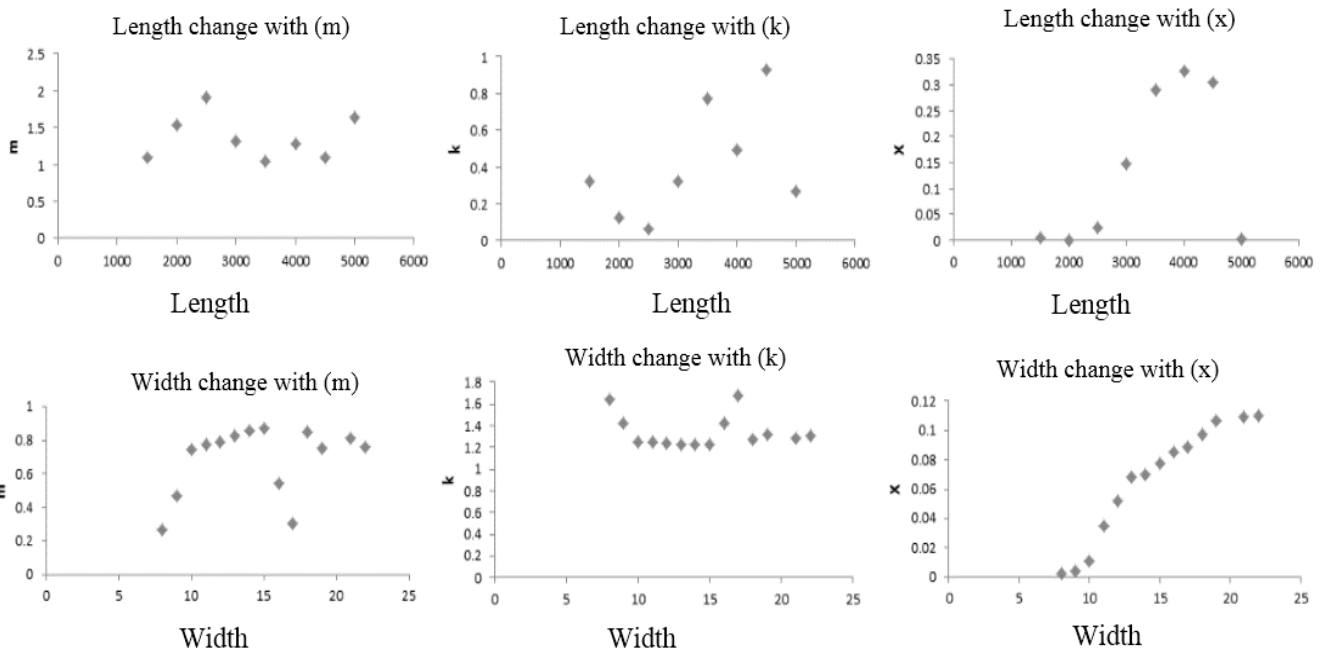 Length change with (m)
2.5
2
1.5
1
0.5
0
m
0 1000 2000 3000 4000 5000 6000
Length
Length change with (k)
1
0.8
0.6
0.4
0.2
0
k
0 1000 2000 3000 4000 5000 6000
Length
Length change with (x)
0.35
0.3
0.25
0.2
0.15
0.1
0.05
0
x
0 1000 2000 3000 4000 5000 6000
Length
Width change with (m)
1
0.8
0.6
0.4
0.2
0
m
0 5 10 15 20 25
Width
Width change with (k)
1.8
1.6
1.4
1.2
1
0.8
0.6
0.4
0.2
0
k
0 5 10 15 20 25
Width
Width change with (x)
0.12
0.1
0.08
0.06
0.04
0.02
0
x
0 5 10 15 20 25
Width